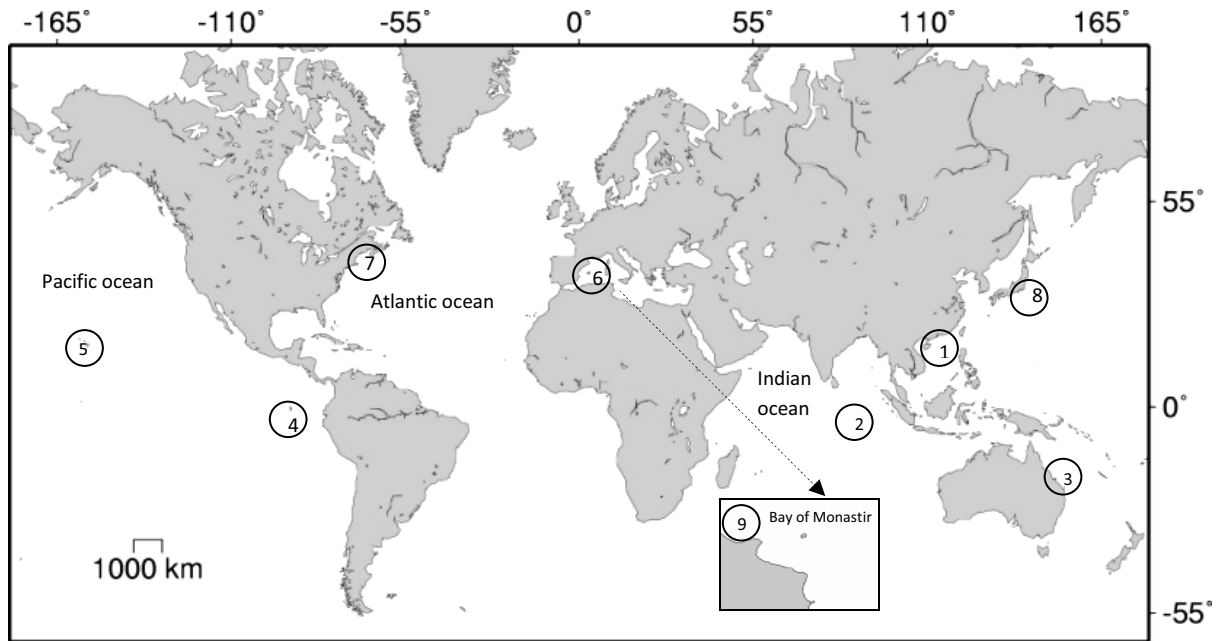 -165° -110° -55° 0° 55° 110° 165°
55°
7
6
Pacific ocean
8
Atlantic ocean
5
1
Indian
ocean
0°
4
2
3
9 Bay of Monastir
1000 km
-55°